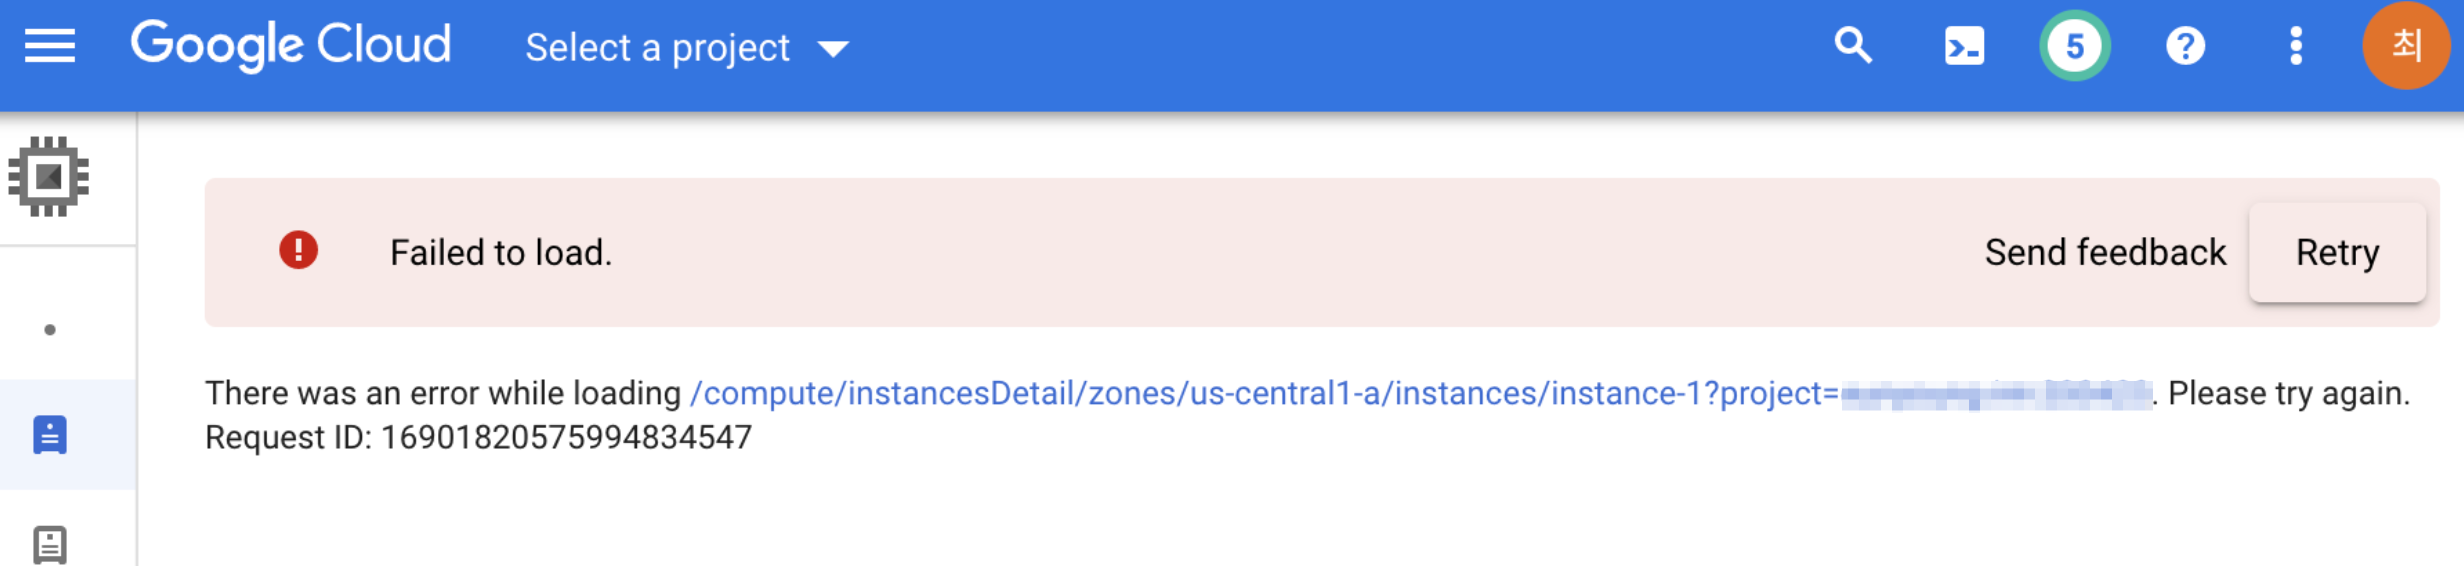 Google Cloud Select a project 5 ? 최
! Failed to load. Send feedback Retry
There was an error while loading /compute/instancesDetail/zones/us-central1-a/instances/instance-1?project= . Please try again.
Request ID: 16901820575994834547